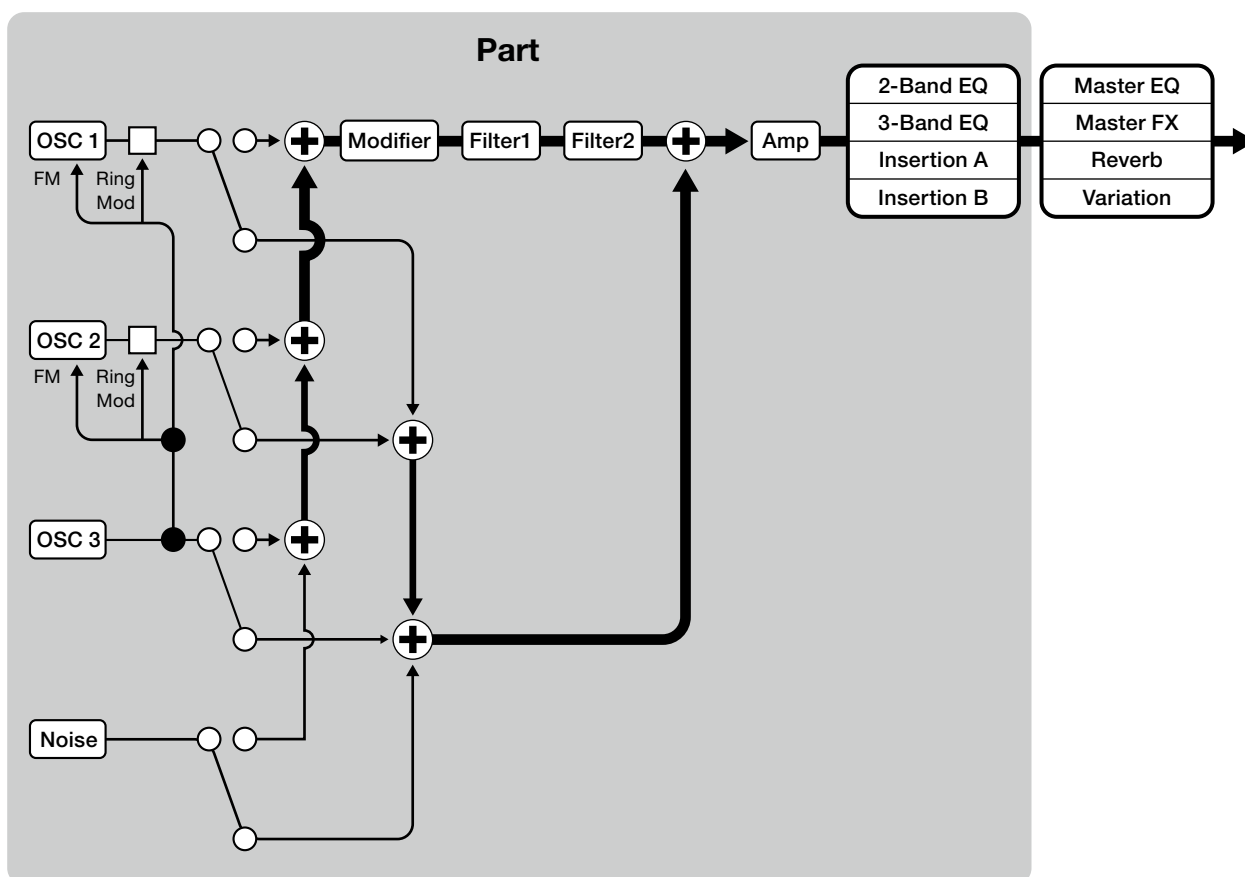 Part
OSC 1
FM
Ring
Mod
Modifier
Filter1
Filter2
Amp
2-Band EQ
3-Band EQ
Insertion A
Insertion B
Master EQ
Master FX
Reverb
Variation
OSC 2
FM
Ring
Mod
OSC 3
Noise